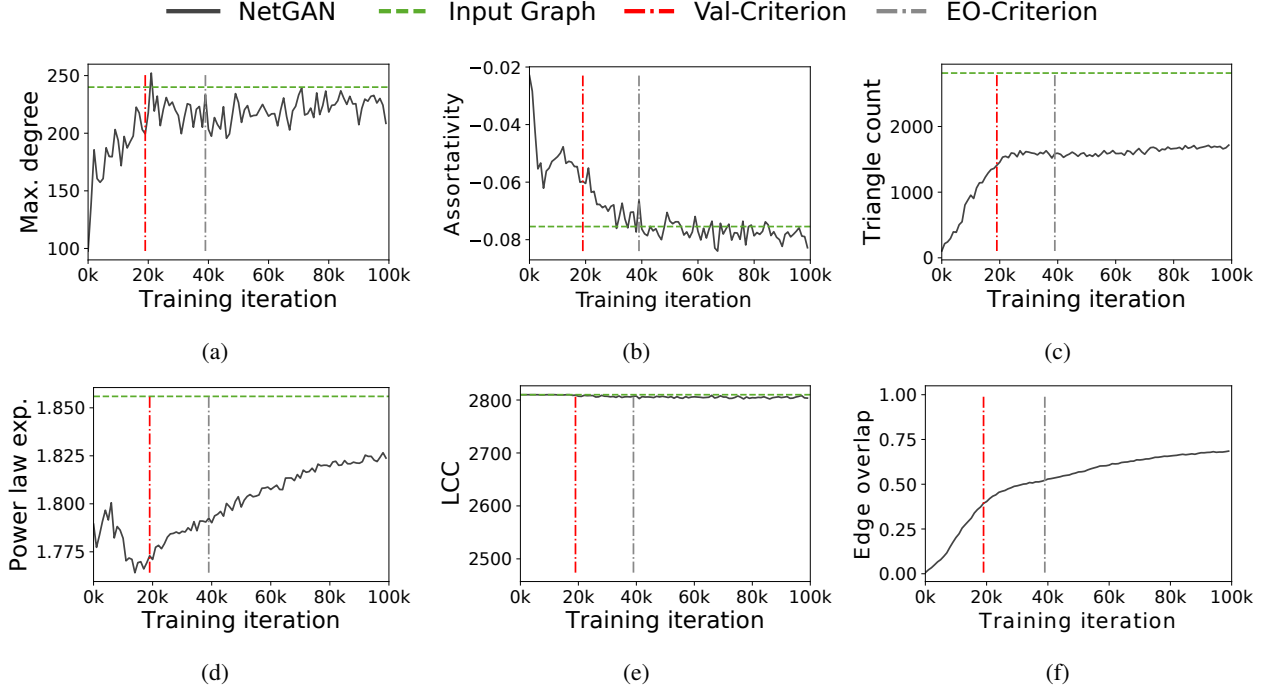 NetGAN Input Graph Val-Criterion EO-Criterion
Max. degree
250
200
150
100
0k 20k 40k 60k 80k 100k
Training iteration
(a)
Assortativity
−0.02
−0.04
−0.06
−0.08
0k 20k 40k 60k 80k 100k
Training iteration
(b)
Triangle count
2000
1000
0
0k 20k 40k 60k 80k 100k
Training iteration
(c)
Power law exp.
1.850
1.825
1.800
1.775
0k 20k 40k 60k 80k 100k
Training iteration
(d)
LCC
2800
2700
2600
2500
0k 20k 40k 60k 80k 100k
Training iteration
(e)
Edge overlap
1.00
0.75
0.50
0.25
0.00
0k 20k 40k 60k 80k 100k
Training iteration
(f)